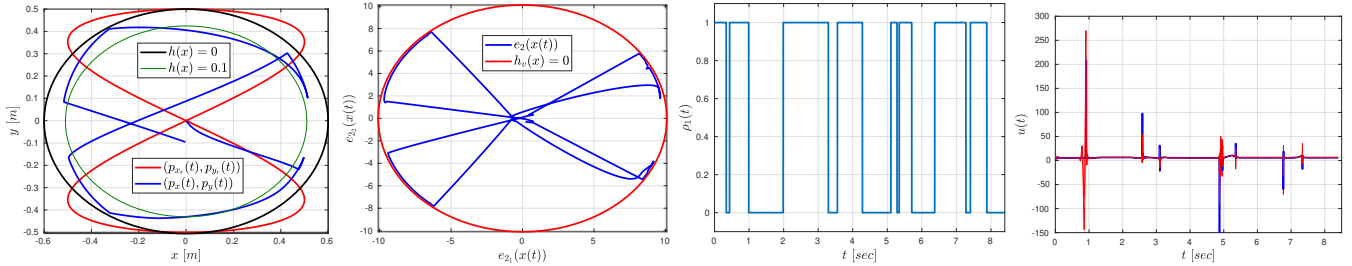 0.5
0.4
0.3
0.2
0.1
0
-0.1
-0.2
-0.3
-0.4
-0.5
-0.6 -0.4 -0.2 0 0.2 0.4 0.6
y [m]
x [m]
h(x) = 0
h(x) = 0.1
(p_{x_r}(t), p_{y_r}(t))
(p_x(t), p_y(t))
10
8
6
4
2
0
-2
-4
-6
-8
-10
-10 -5 0 5 10
e_{2_1}(x(t))
e_{2_1}(x(t))
e_2(x(t))
h_v(x) = 0
1
0.8
0.6
0.4
0.2
0
0 1 2 3 4 5 6 7 8
ρ_1(t)
t [sec]
300
250
200
150
100
50
0
-50
-100
-150
0 1 2 3 4 5 6 7 8
u(t)
t [sec]